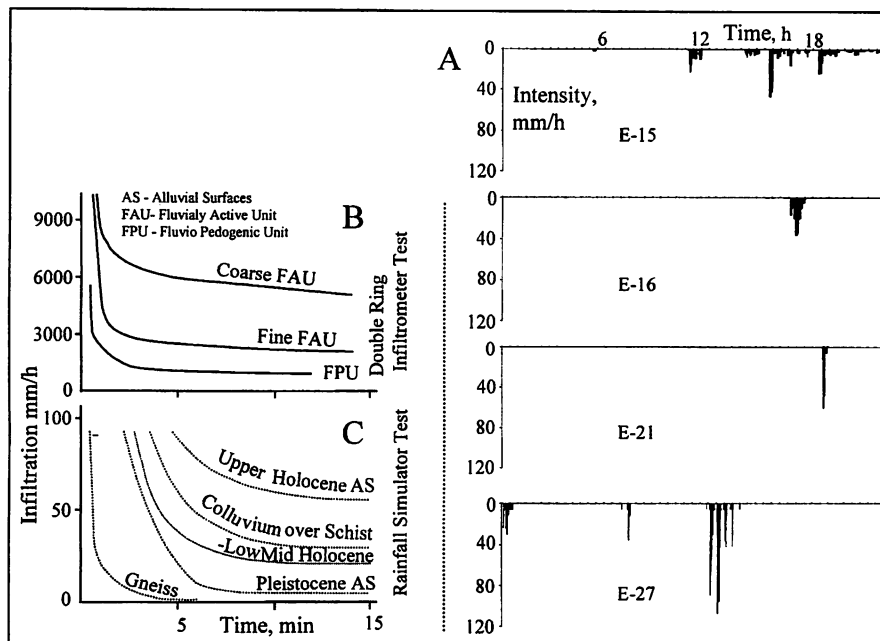 A
Time, h
6
12
18
0
40
80
120
Intensity,
mm/h
E-15
0
40
80
120
E-16
0
40
80
120
E-21
0
40
80
120
E-27
B
AS - Alluvial Surfaces
FAU- Fluvialy Active Unit
FPU - Fluvio Pedogenic Unit
9000
6000
3000
0
Coarse FAU
Fine FAU
FPU
Double Ring
Infiltrometer Test
Infiltration mm/h
C
100
50
0
Upper Holocene AS
Colluvium over Schist
-LowMid Holocene
Pleistocene AS
Gneiss
Rainfall Simulator Test
5
Time, min
15